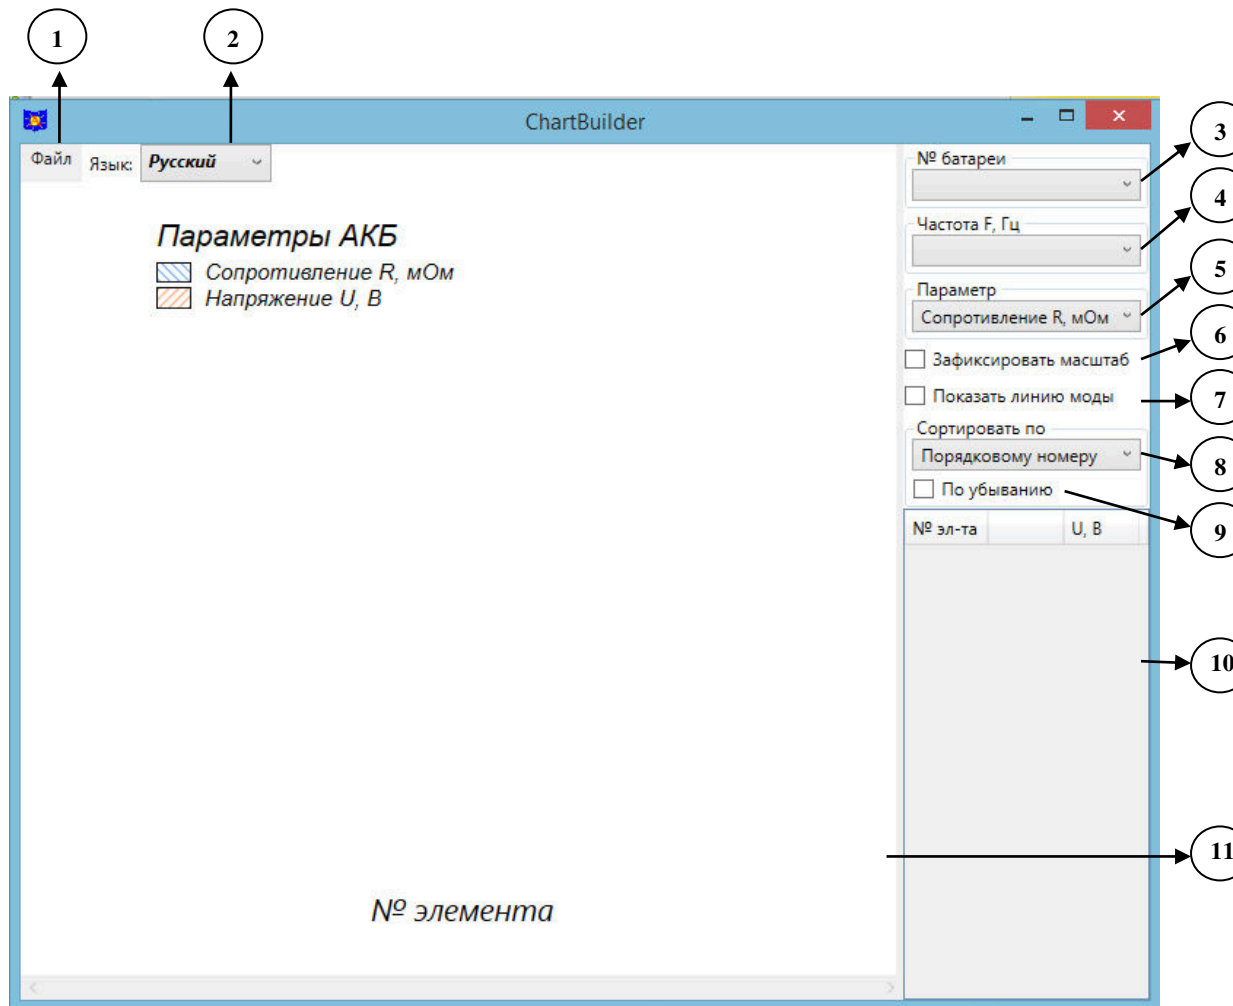 1
2
ChartBuilder
3
Файл Язык: Русский
№ батареи
4
Частота F, Гц
Параметры АКБ
Сопротивление R, мОм
Напряжение U, В
5
Параметр
Сопротивление R, мОм
6
Зафиксировать масштаб
7
Показать линию моды
Сортировать по
Порядковому номеру
8
По убыванию
9
№ эл-та U, В
10
11
№ элемента